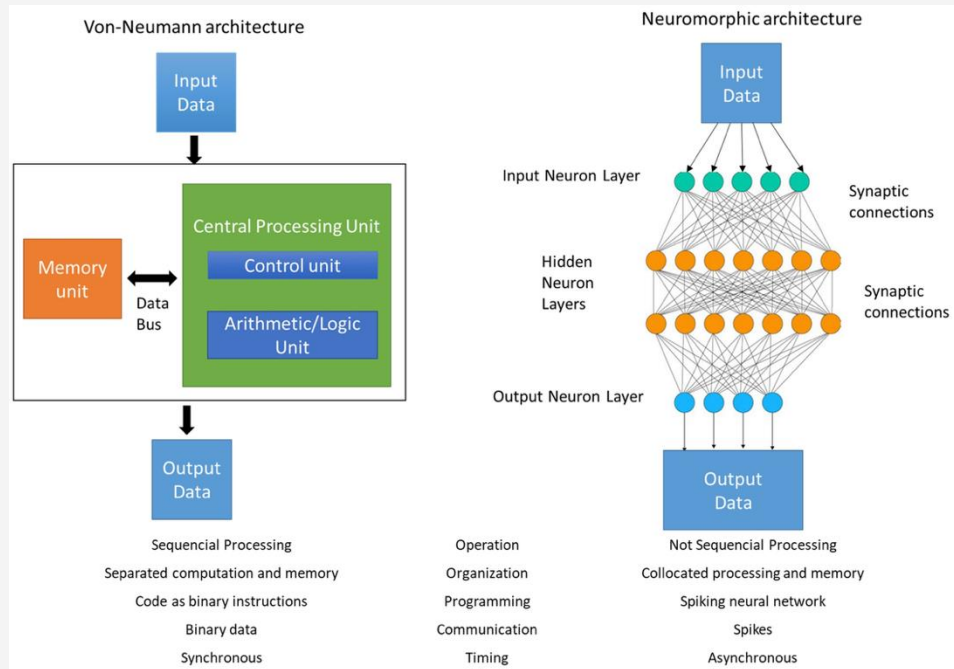 Von-Neumann architecture
Input
Data
Memory
unit
Data
Bus
Central Processing Unit
Control unit
Arithmetic/Logic
Unit
Output
Data
Neuromorphic architecture
Input
Data
Input Neuron Layer
Synaptic
connections
Hidden
Neuron
Layers
Synaptic
connections
Output Neuron Layer
Output
Data
Sequencial Processing Operation Not Sequencial Processing
Separated computation and memory Organization Collocated processing and memory
Code as binary instructions Programming Spiking neural network
Binary data Communication Spikes
Synchronous Timing Asynchronous